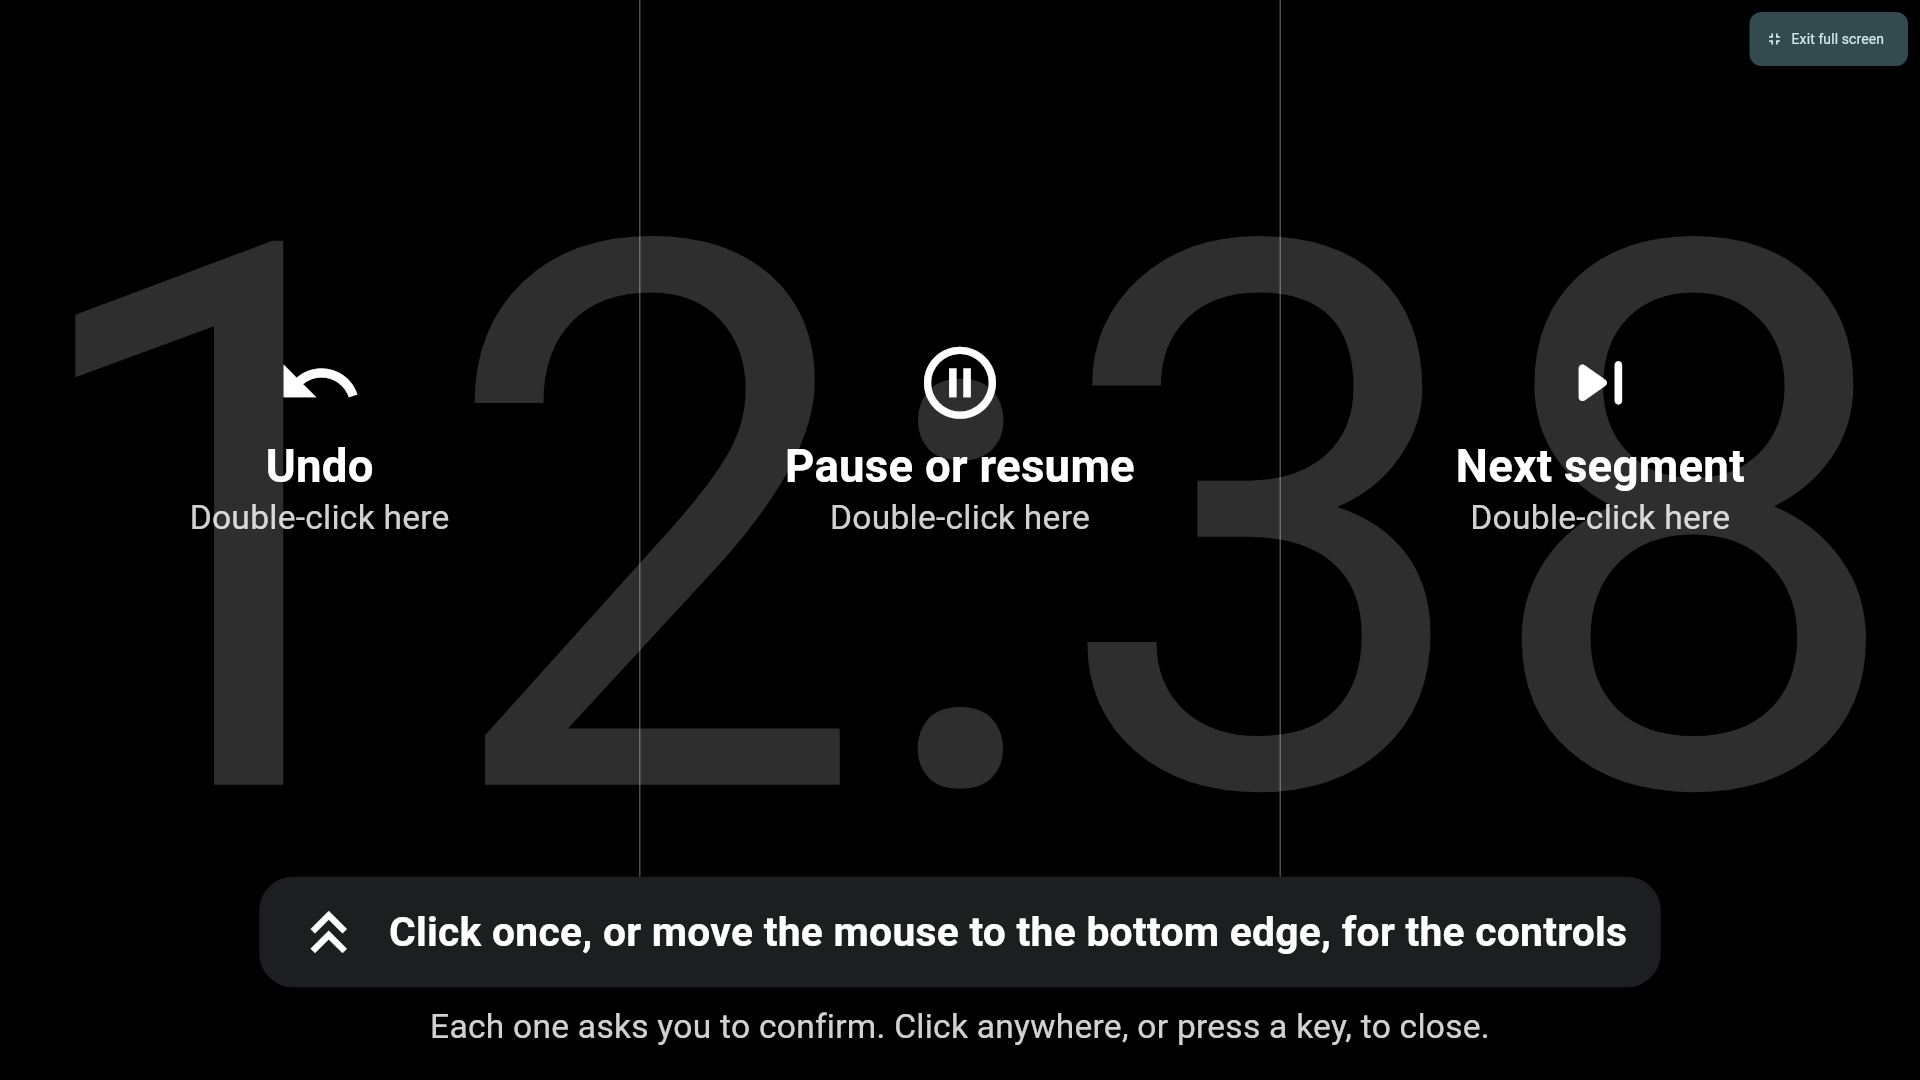 Exit full screen
12:38
Undo
Double-click here
Pause or resume
Double-click here
Next segment
Double-click here
Click once, or move the mouse to the bottom edge, for the controls
Each one asks you to confirm. Click anywhere, or press a key, to close.